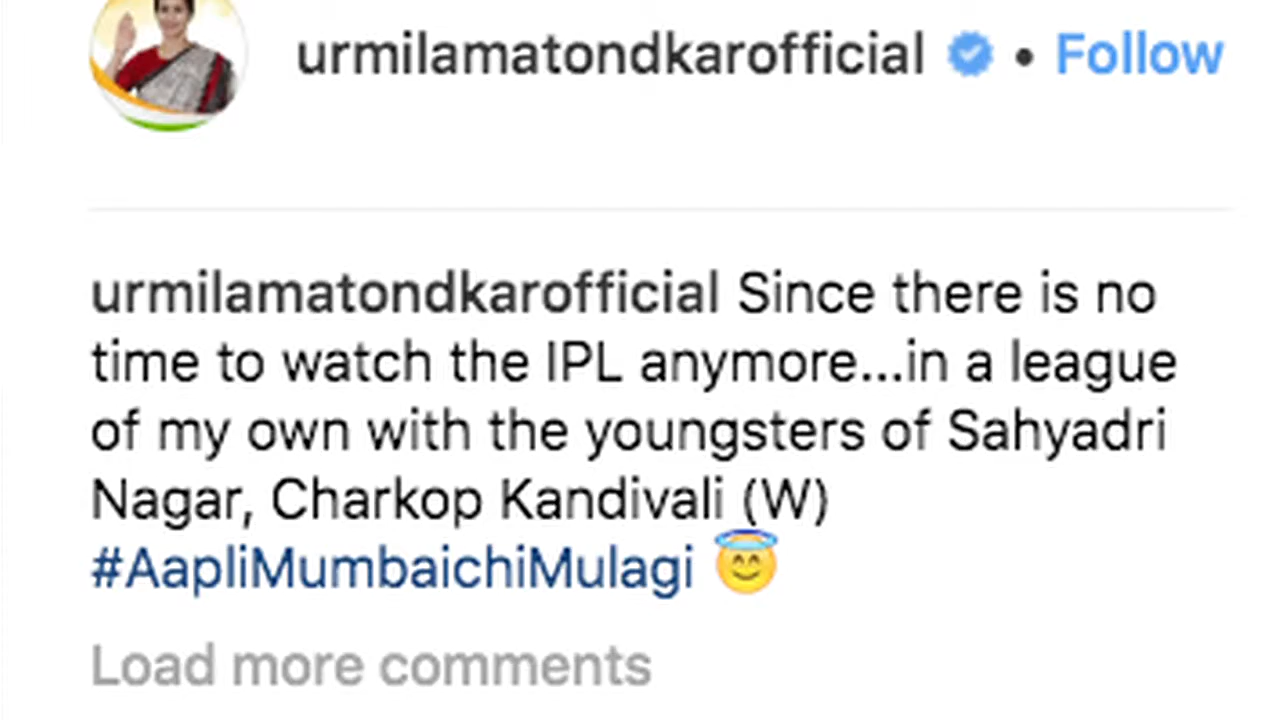 urmilamatondkarofficial • Follow
urmilamatondkarofficial Since there is no
time to watch the IPL anymore...in a league
of my own with the youngsters of Sahyadri
Nagar, Charkop Kandivali (W)
#AapliMumbaichiMulagi 😇
Load more comments